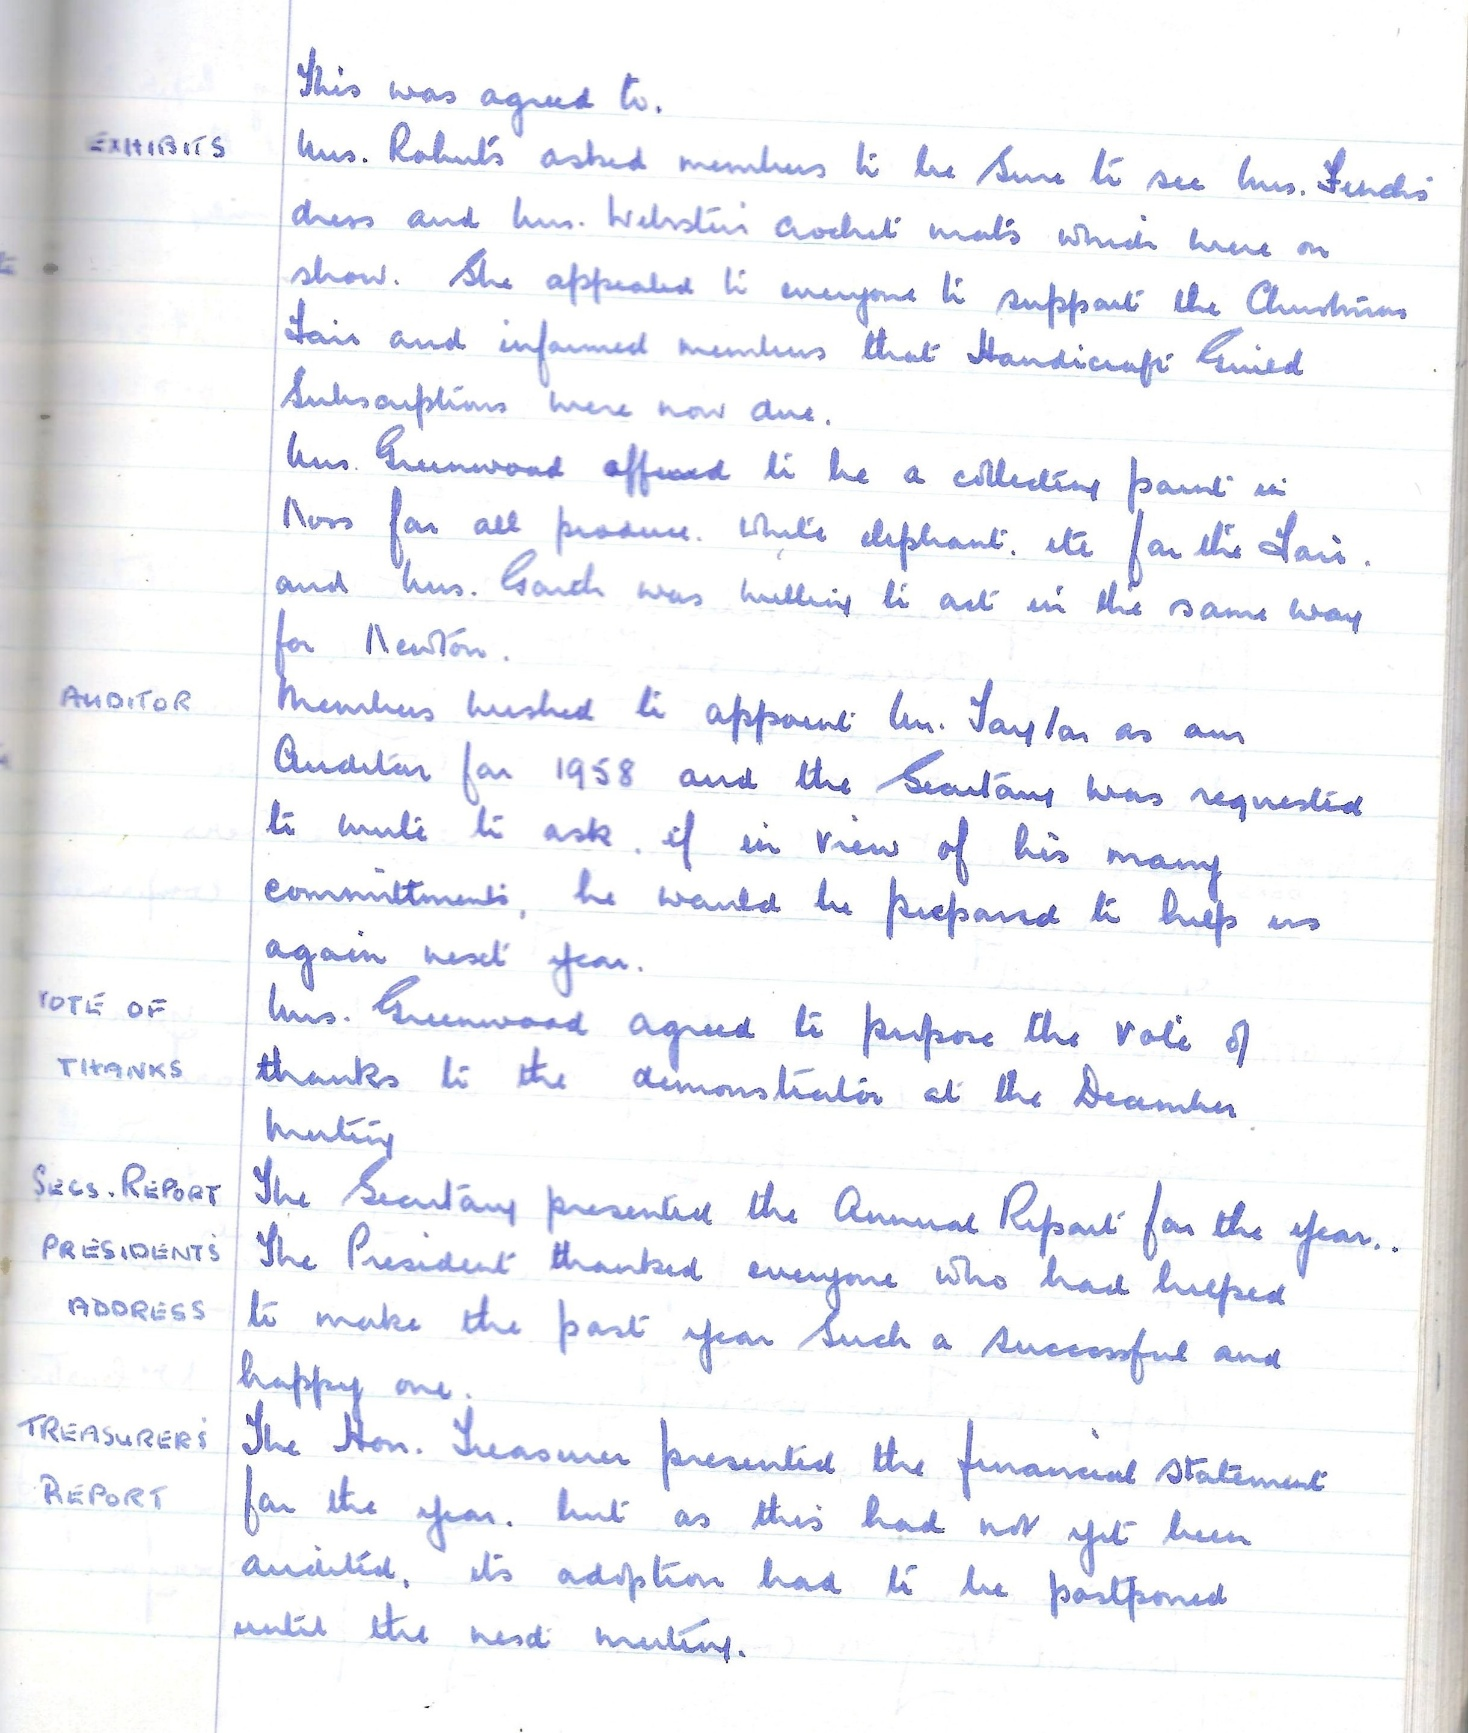 This was agreed to.
EXHIBITS Mrs. Roberts asked members to be sure to see Mrs.
dress and Mrs. Webster's crochet mats which were on
show. She appealed to everyone to support the Christmas
Fair and informed members that Handicraft Guild
Subscriptions were now due.
Mrs. Greenwood offered to be a collecting point in
Noss for all produce. White elephant. etc for the Fair.
and Mrs. Garth was willing to act in the same way
for Newton.
AUDITOR Members wished to appoint Mr. Taylor as our
Auditor for 1958 and the Secretary was requested
to write to ask. if in view of his many
committments, he would be prepared to help us
again next year.
VOTE OF Mrs. Greenwood agreed to propose the vote of
THANKS thanks to the demonstrator at the December
Meeting
SECS. REPORT The Secretary presented the Annual Report for the year..
PRESIDENT'S The President thanked everyone who had helped
ADDRESS to make the past year such a successful and
happy one.
TREASURER'S The Hon. Treasurer presented the financial statement
REPORT for the year. but as this had not yet been
audited, its adoption had to be postponed
until the next meeting.